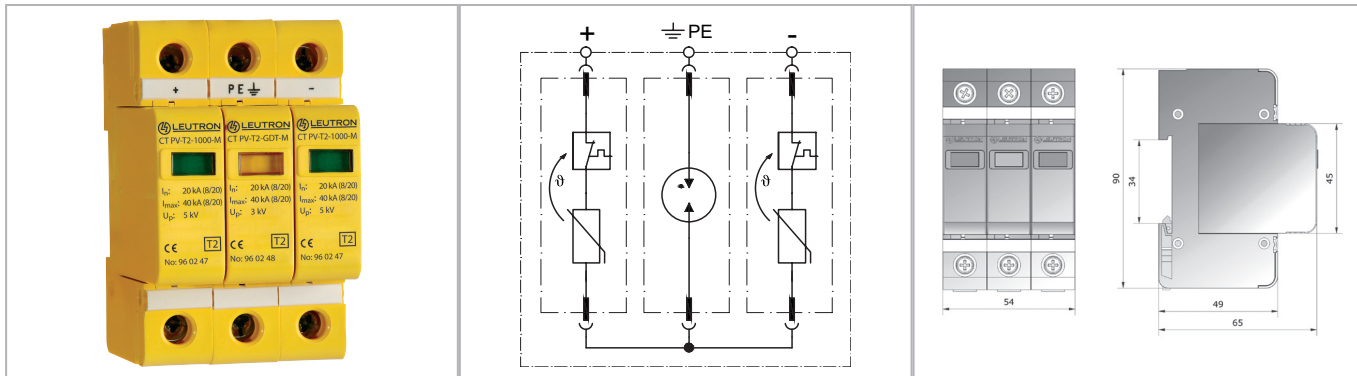 + PE -
LEUTRON LEUTRON LEUTRON
CT PV-T2-1000-M CT PV-T2-GDT-M CT PV-T2-1000-M
In: 20 kA (8/20) In: 20 kA (8/20) In: 20 kA (8/20)
Imax: 40 kA (8/20) Imax: 40 kA (8/20) Imax: 40 kA (8/20)
Up: 5 kV Up: 3 kV Up: 5 kV
CE T2 CE T2 CE T2
No: 96 02 47 No: 96 02 48 No: 96 02 47
+ PE -
ϑ ϑ
90
34
45
54
49
65